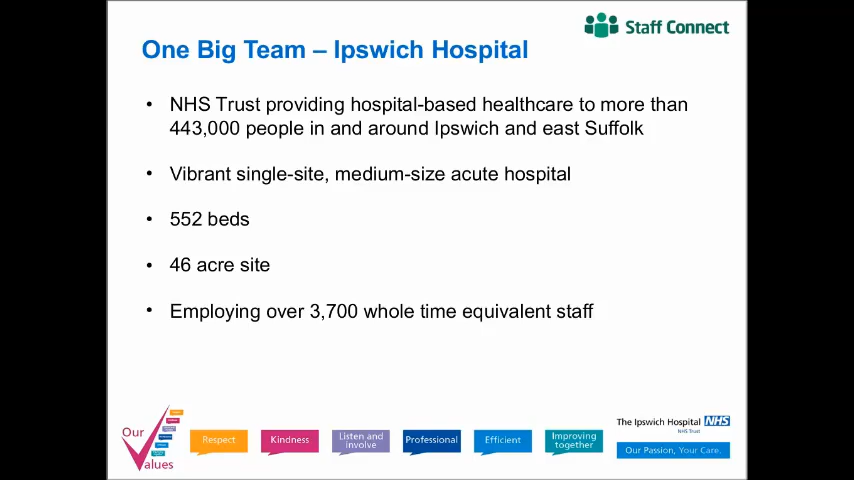 Staff Connect
One Big Team – Ipswich Hospital
• NHS Trust providing hospital-based healthcare to more than
443,000 people in and around Ipswich and east Suffolk
• Vibrant single-site, medium-size acute hospital
• 552 beds
• 46 acre site
• Employing over 3,700 whole time equivalent staff
Our
Values
Respect
Kindness
Listen and
involve
Professional
Efficient
Improving
together
The Ipswich Hospital NHS
NHS Trust
Our Passion, Your Care.